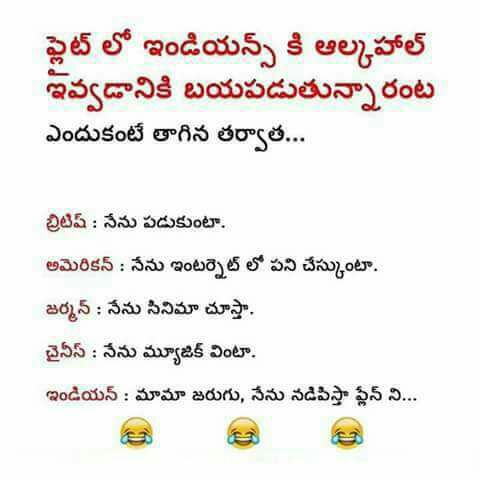 ఫ్లైట్ లో ఇండియన్స్ కి ఆల్కహాల్
ఇవ్వడానికి బయపడుతున్నారంట
ఎందుకంటే తాగిన తర్వాత...
బ్రిటిష్ : నేను పడుకుంటా.
అమెరికన్ : నేను ఇంటర్నెట్ లో పని చేస్కుంటా.
జర్మన్ : నేను సినిమా చూస్తా.
చైనీస్ : నేను మ్యూజిక్ వింటా.
ఇండియన్ : మామా జరుగు, నేను నడిపిస్తా ప్లేన్ ని...